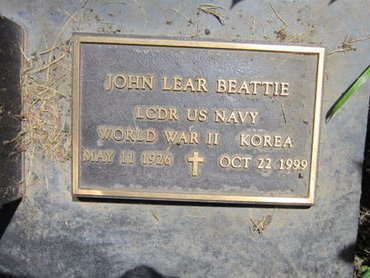 JOHN LEAR BEATTIE
LCDR US NAVY
WORLD WAR II KOREA
MAY 11 1926 ✝ OCT 22 1999